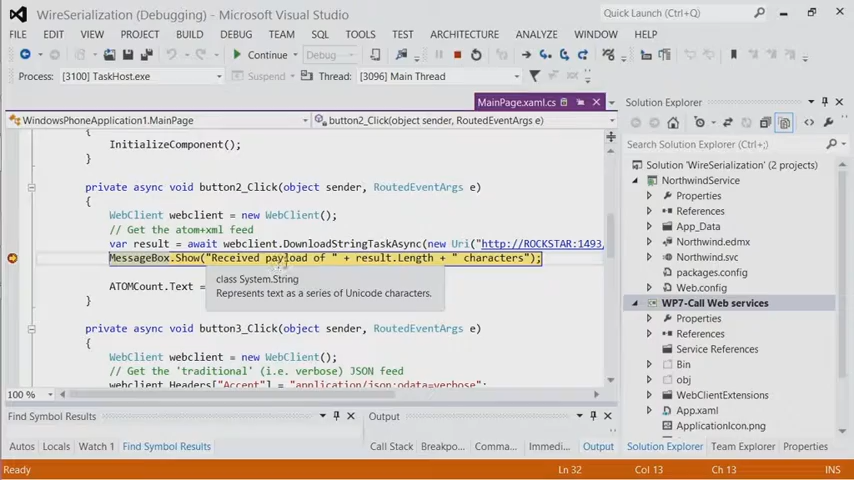 WireSerialization (Debugging) - Microsoft Visual Studio
Quick Launch (Ctrl+Q)
FILE EDIT VIEW PROJECT BUILD DEBUG TEAM SQL TOOLS TEST ARCHITECTURE ANALYZE WINDOW HELP
Continue Debug
Process: [3100] TaskHost.exe Suspend Thread: [3096] Main Thread
MainPage.xaml.cs
WindowsPhoneApplication1.MainPage
button2_Click(object sender, RoutedEventArgs e)
{
InitializeComponent();
}
private async void button2_Click(object sender, RoutedEventArgs e)
{
WebClient webclient = new WebClient();
// Get the atom+xml feed
var result = await webclient.DownloadStringTaskAsync(new Uri("http://ROCKSTAR:1493/
MessageBox.Show("Received payload of " + result.Length + " characters");
class System.String
Represents text as a series of Unicode characters.
ATOMCount.Text =
}
private async void button3_Click(object sender, RoutedEventArgs e)
{
WebClient webclient = new WebClient();
// Get the 'traditional' (i.e. verbose) JSON feed
webclient.Headers["Accept"] = "application/json;odata=verbose";
100 %
Find Symbol Results
Output
Autos Locals Watch 1 Find Symbol Results
Call Stack Breakpo... Comma... Immedi... Output
Solution Explorer
Search Solution Explorer (Ctrl+;)
Solution 'WireSerialization' (2 projects)
NorthwindService
Properties
References
App_Data
Northwind.edmx
Northwind.svc
Web.config
WP7-Call Web services
Properties
References
Service References
Bin
obj
WebClientExtensions
App.xaml
ApplicationIcon.png
Solution Explorer Team Explorer Properties
Ready
Ln 32 Col 13 Ch 13 INS